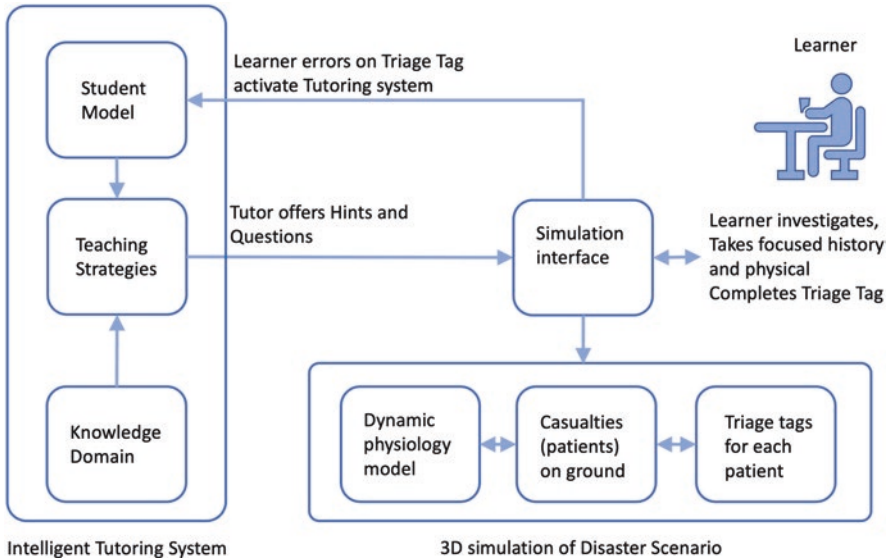 Learner
Learner errors on Triage Tag
activate Tutoring system
Student
Model
Tutor offers Hints and
Questions
Teaching
Strategies
Simulation
interface
Learner investigates,
Takes focused history
and physical
Completes Triage Tag
Knowledge
Domain
Dynamic
physiology
model
Casualties
(patients)
on ground
Triage tags
for each
patient
Intelligent Tutoring System
3D simulation of Disaster Scenario